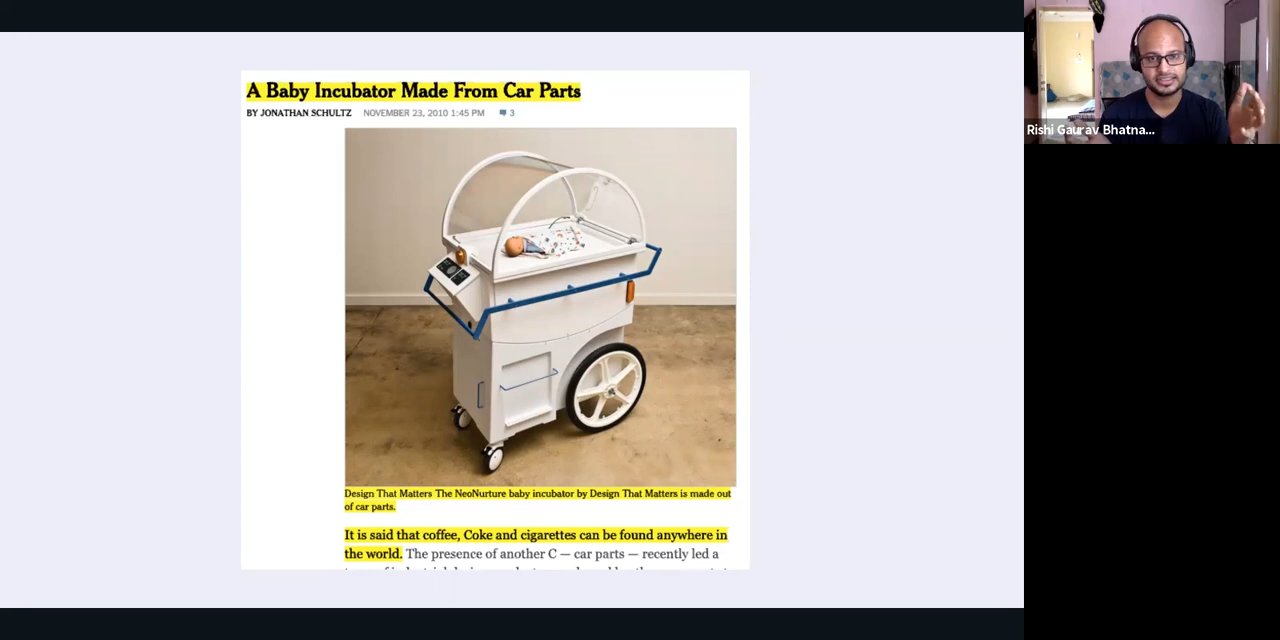 A Baby Incubator Made From Car Parts
BY JONATHAN SCHULTZ NOVEMBER 23, 2010 1:45 PM 3
Design That Matters The NeoNurture baby incubator by Design That Matters is made out
of car parts.
It is said that coffee, Coke and cigarettes can be found anywhere in
the world. The presence of another C — car parts — recently led a
Rishi Gaurav Bhatna...